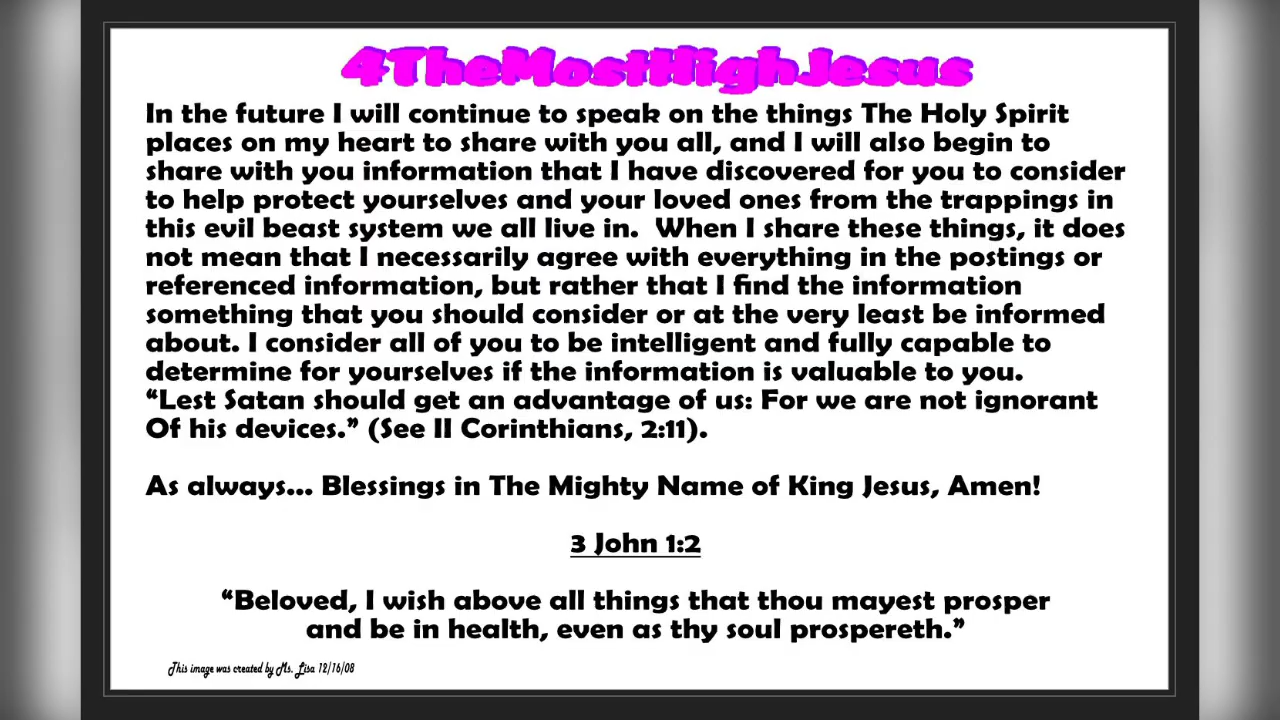 4TheMostHighJesus
In the future I will continue to speak on the things The Holy Spirit
places on my heart to share with you all, and I will also begin to
share with you information that I have discovered for you to consider
to help protect yourselves and your loved ones from the trappings in
this evil beast system we all live in.  When I share these things, it does
not mean that I necessarily agree with everything in the postings or
referenced information, but rather that I find the information
something that you should consider or at the very least be informed
about. I consider all of you to be intelligent and fully capable to
determine for yourselves if the information is valuable to you.
“Lest Satan should get an advantage of us: For we are not ignorant
Of his devices.” (See II Corinthians, 2:11).
As always... Blessings in The Mighty Name of King Jesus, Amen!
3 John 1:2
“Beloved, I wish above all things that thou mayest prosper
and be in health, even as thy soul prospereth.”
This image was created by Ms. Lisa 12/16/08